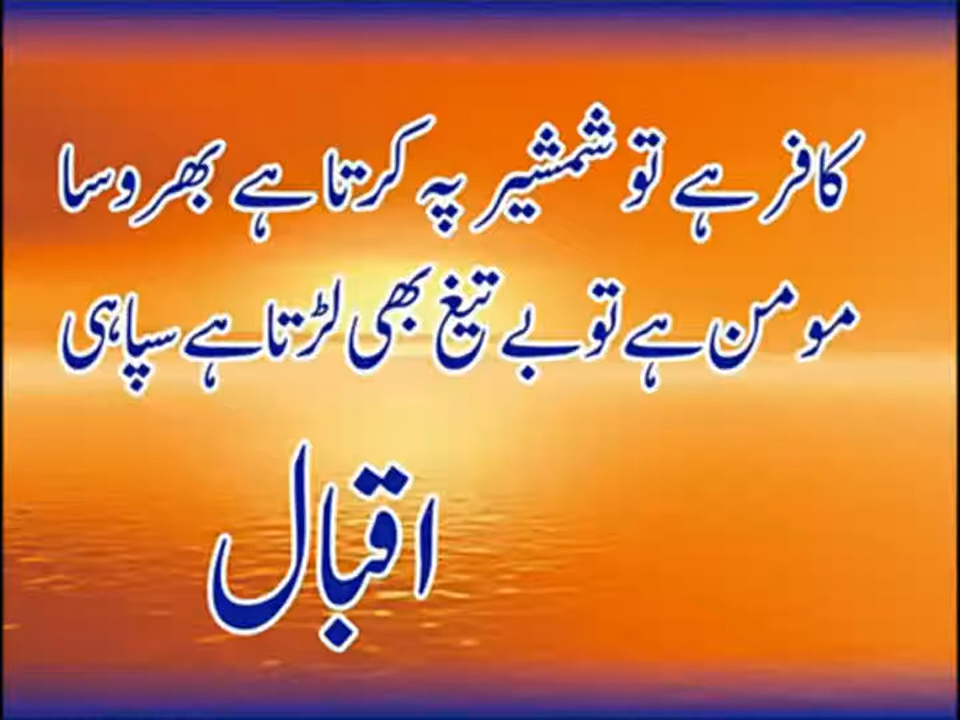 کافر ہے تو شمشیر پہ کرتا ہے بھروسا
مومن ہے تو بے تیغ بھی لڑتا ہے سپاہی
اقبال